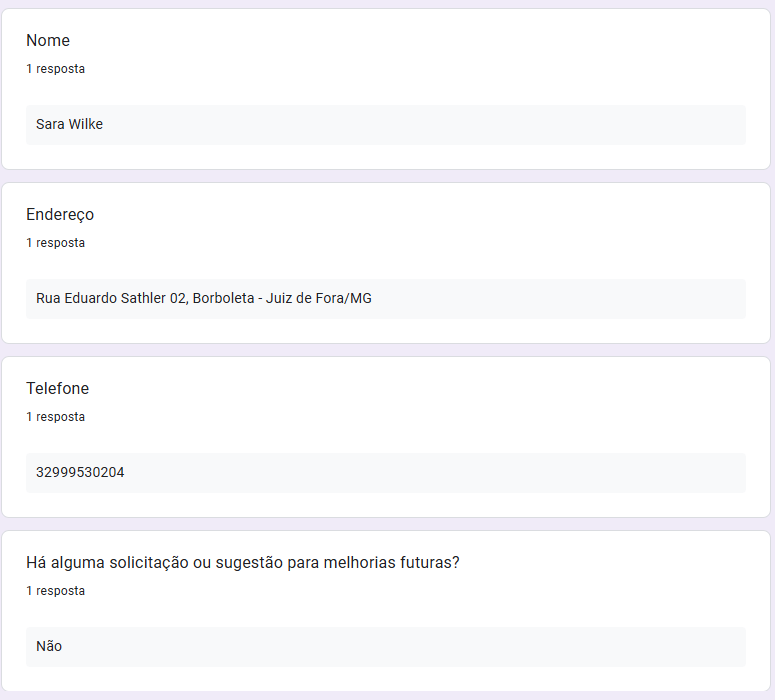 Nome
1 resposta
Sara Wilke
Endereço
1 resposta
Rua Eduardo Sathler 02, Borboleta - Juiz de Fora/MG
Telefone
1 resposta
32999530204
Há alguma solicitação ou sugestão para melhorias futuras?
1 resposta
Não